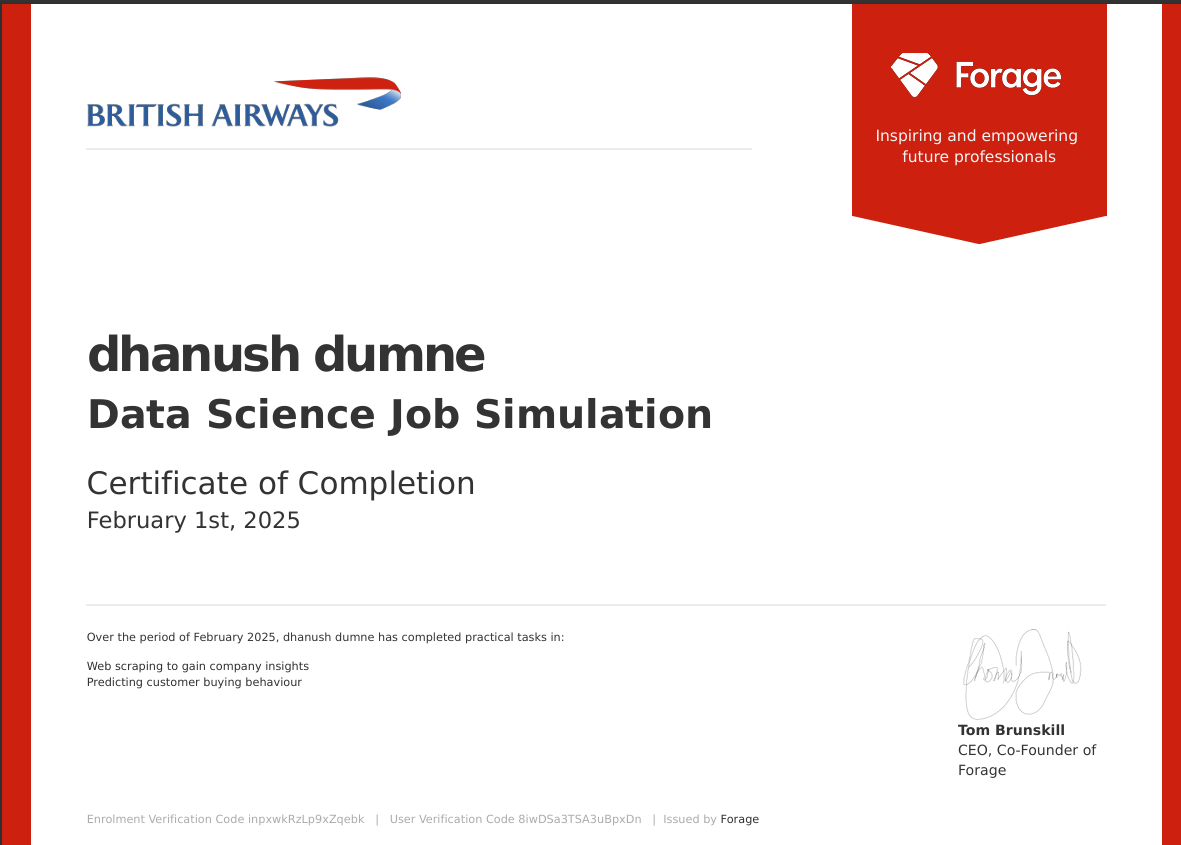 BRITISH AIRWAYS
Forage
Inspiring and empowering
future professionals
dhanush dumne
Data Science Job Simulation
Certificate of Completion
February 1st, 2025
Over the period of February 2025, dhanush dumne has completed practical tasks in:
Web scraping to gain company insights
Predicting customer buying behaviour
Tom Brunskill
CEO, Co-Founder of
Forage
Enrolment Verification Code inpxwkRzLp9xZqebk | User Verification Code 8iwDSa3TSA3uBpxDn | Issued by Forage